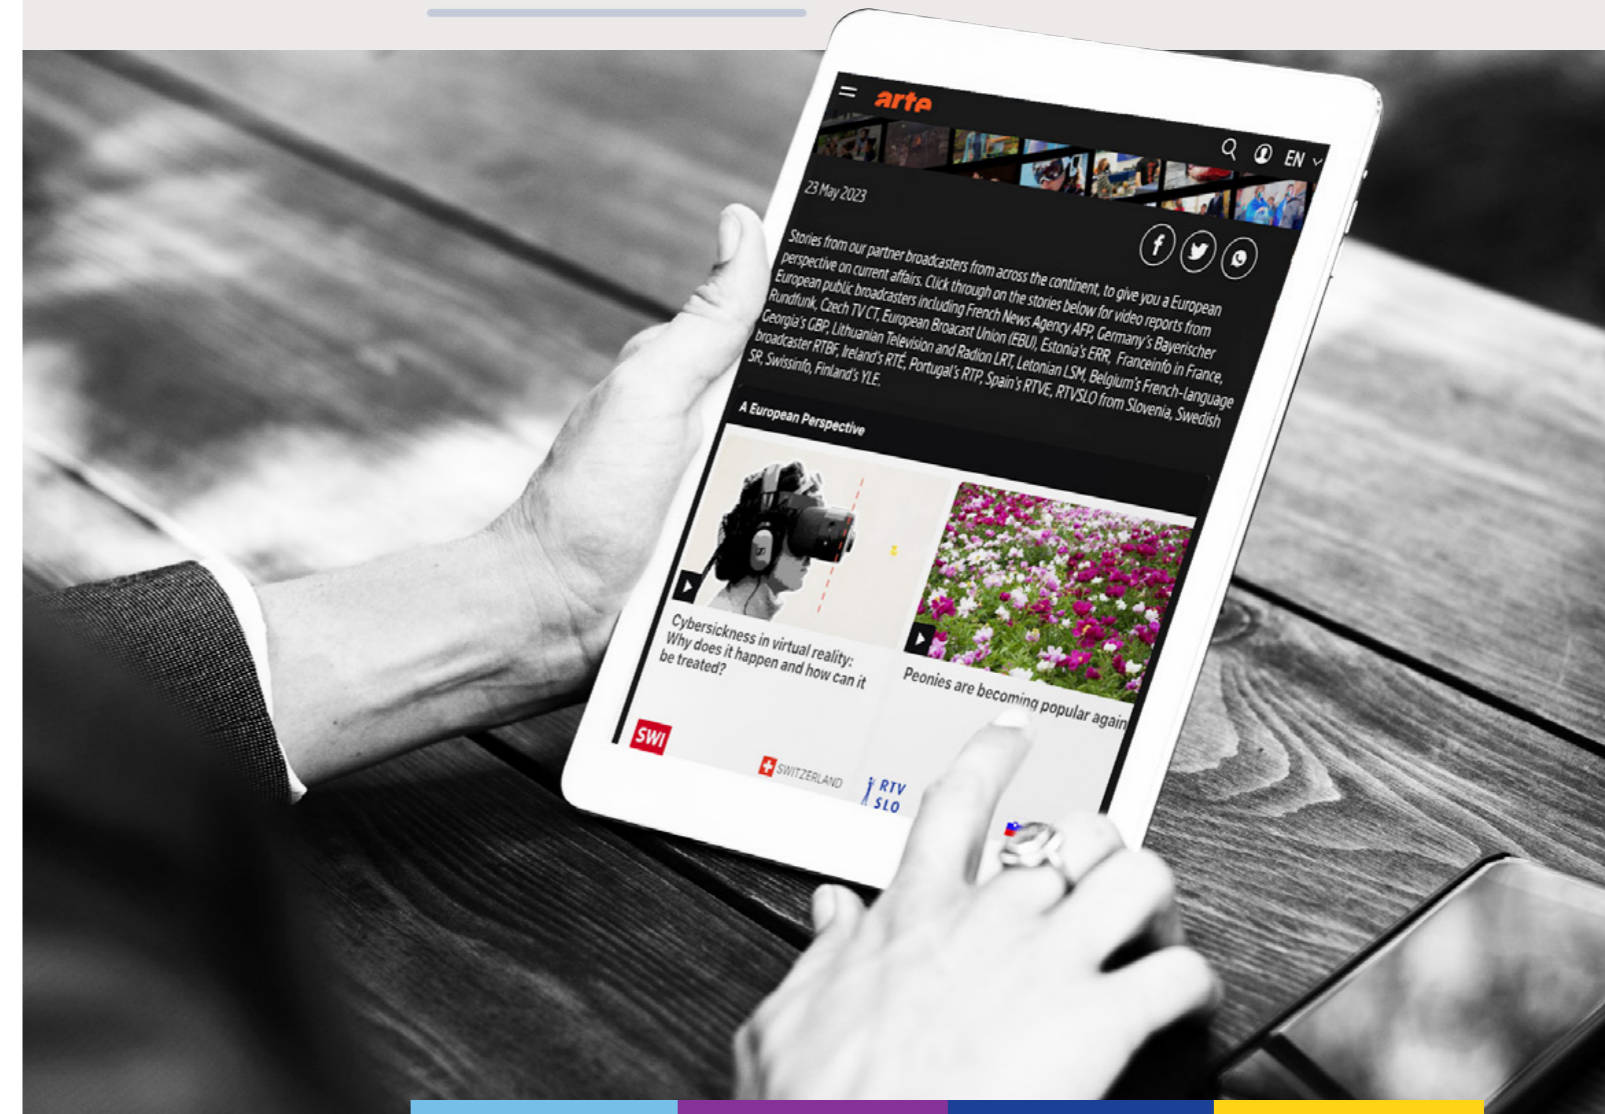 arte
EN
23 May 2023
Stories from our partner broadcasters from across the continent, to give you a European
perspective on current affairs. Click through on the stories below for video reports from
European public broadcasters including French News Agency AFP, Germany's Bayerischer
Rundfunk, Czech TV CT, European Broacast Union (EBU), Estonia's ERR, Franceinfo in France,
Georgia's GBP, Lithuanian Television and Radion LRT, Letonian LSM, Belgium's French-language
broadcaster RTBF, Ireland's RTÉ, Portugal's RTP, Spain's RTVE, RTVSLO from Slovenia, Swedish
SR, Swissinfo, Finland's YLE.
A European Perspective
Cybersickness in virtual reality:
Why does it happen and how can it
be treated?
SWI
SWITZERLAND
Peonies are becoming popular again
RTV
SLO